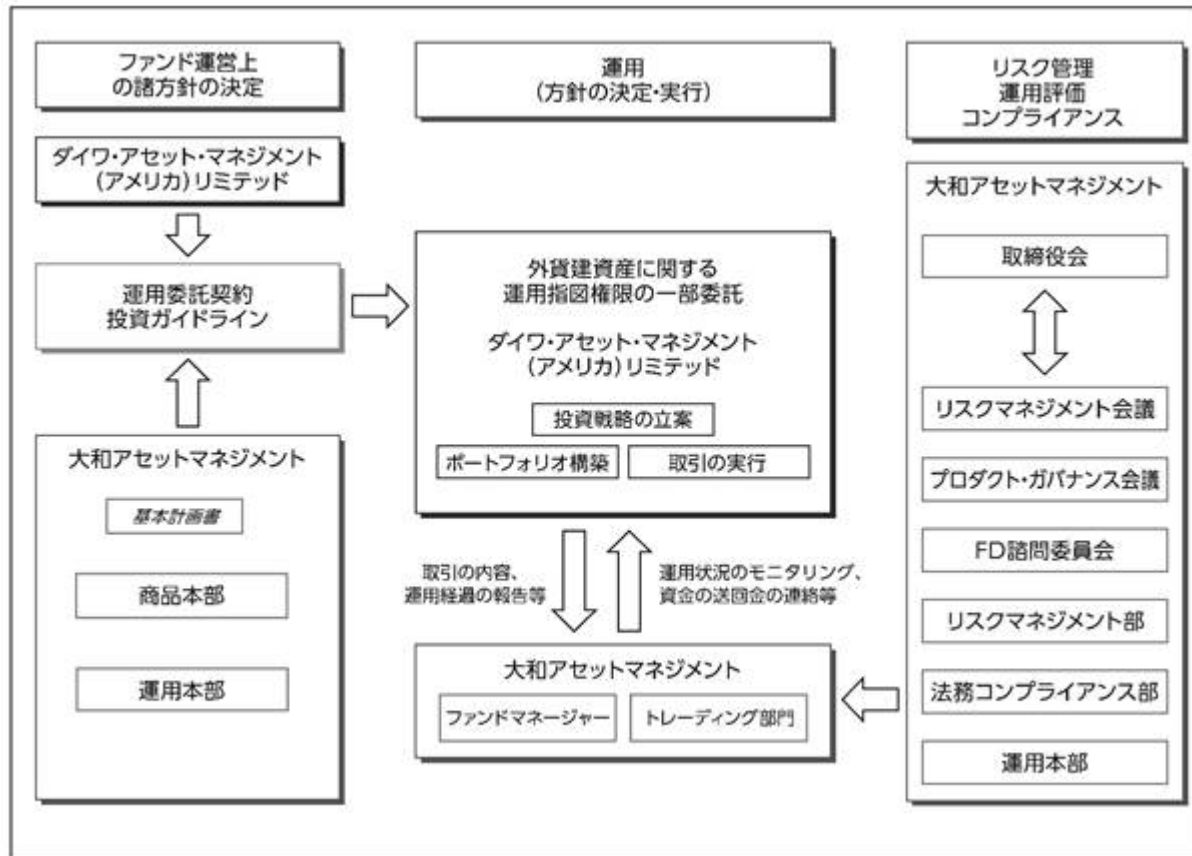 ファンド運営上
の諸方針の決定
ダイワ・アセット・マネジメント
(アメリカ)リミテッド
運用委託契約
投資ガイドライン
大和アセットマネジメント
基本計画書
商品本部
運用本部
運用
(方針の決定・実行)
外貨建資産に関する
運用指図権限の一部委託
ダイワ・アセット・マネジメント
(アメリカ)リミテッド
投資戦略の立案
ポートフォリオ構築
取引の実行
取引の内容、
運用経過の報告等
運用状況のモニタリング、
資金の送回金の連絡等
大和アセットマネジメント
ファンドマネージャー
トレーディング部門
リスク管理
運用評価
コンプライアンス
大和アセットマネジメント
取締役会
リスクマネジメント会議
プロダクト・ガバナンス会議
FD諮問委員会
リスクマネジメント部
法務コンプライアンス部
運用本部